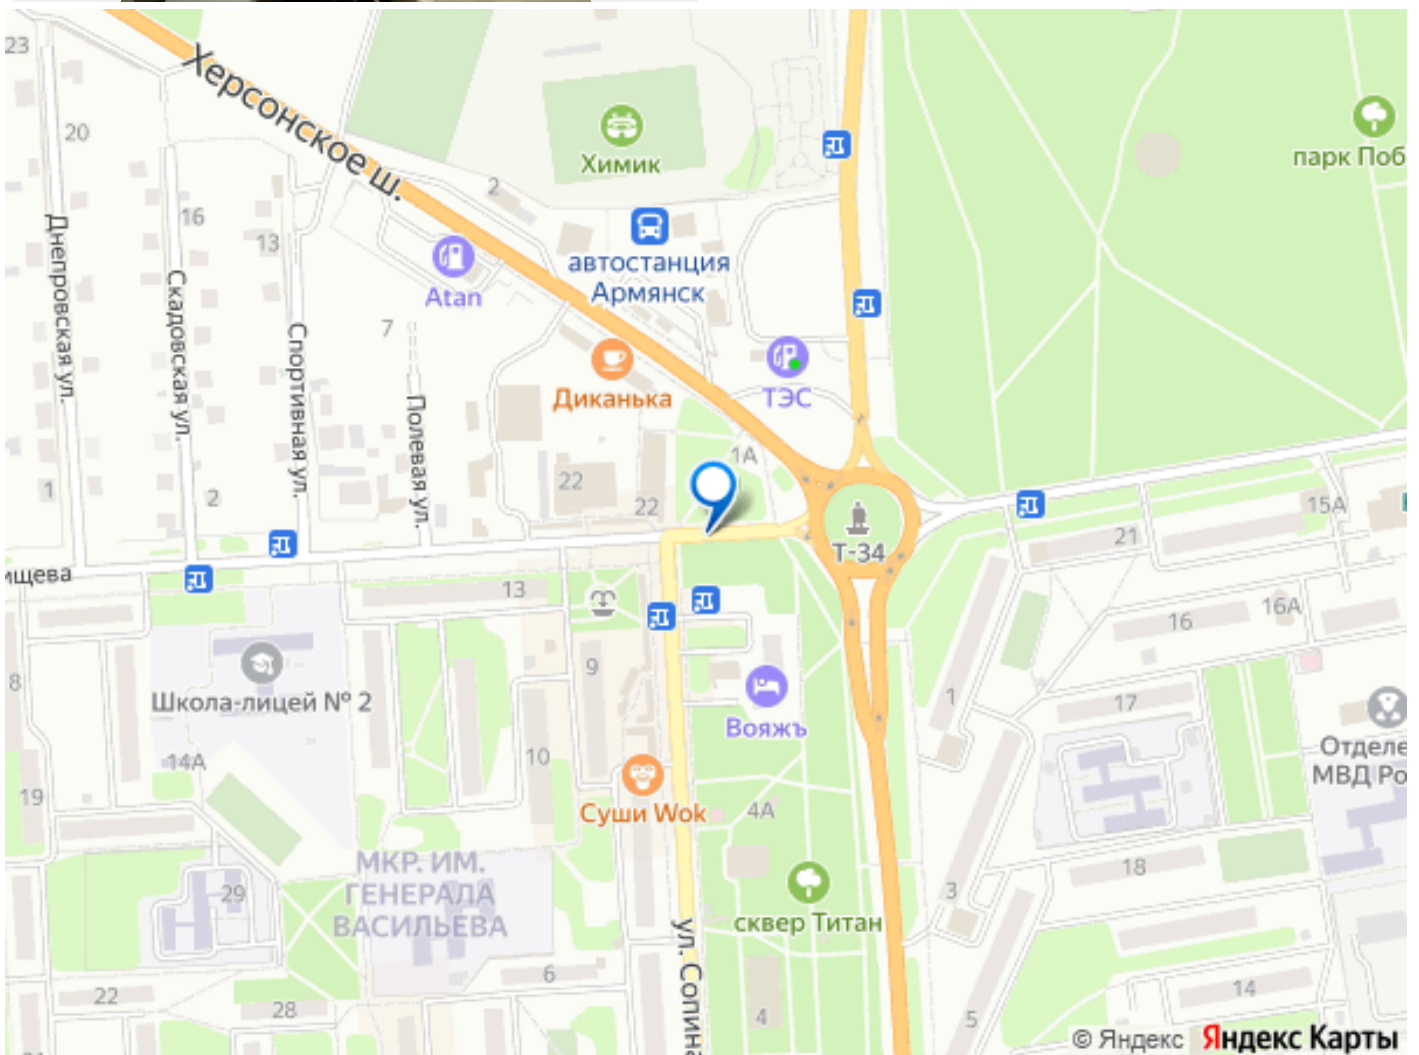 23
Херсонское ш.
20
Химик
парк Поб
2
16
13
Днепровская ул.
автостанция
Армянск
Atan
Скадовская ул.
7
Спортивная ул.
Диканька
ТЭС
Полевая ул.
1А
22
22
1
2
15А
Т-34
21
ищева
13
16А
16
9
8
Школа-лицей № 2
1
17
Вояжъ
10
14А
Отделе
МВД Ро
19
Суши Wok
4А
МКР. ИМ.
ГЕНЕРАЛА
ВАСИЛЬЕВА
18
29
3
сквер Титан
ул. Сопина
6
22
28
14
4
5
© Яндекс Яндекс Карты